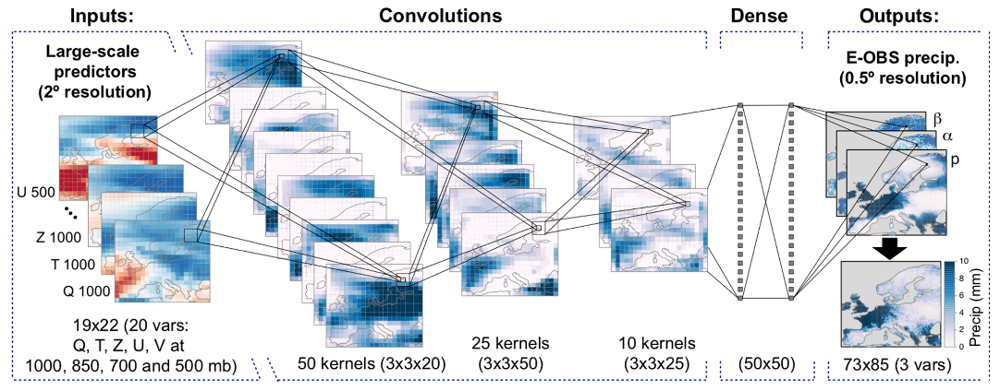 Inputs:
Convolutions
Dense
Outputs:
Large-scale
predictors
(2º resolution)
E-OBS precip.
(0.5º resolution)
β
α
p
U 500
Z 1000
T 1000
Q 1000
10
8
6
4
2
0
Precip (mm)
19x22 (20 vars:
Q, T, Z, U, V at
1000, 850, 700 and 500 mb)
50 kernels (3x3x20)
25 kernels
(3x3x50)
10 kernels
(3x3x25)
(50x50)
73x85 (3 vars)